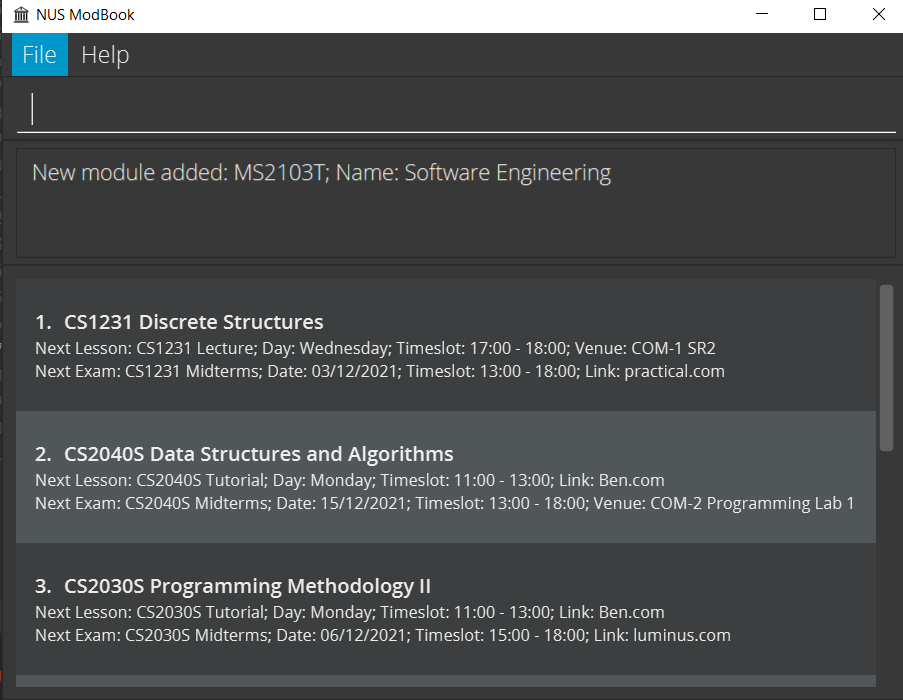 NUS ModBook
File Help
New module added: MS2103T; Name: Software Engineering
1. CS1231 Discrete Structures
Next Lesson: CS1231 Lecture; Day: Wednesday; Timeslot: 17:00 - 18:00; Venue: COM-1 SR2
Next Exam: CS1231 Midterms; Date: 03/12/2021; Timeslot: 13:00 - 18:00; Link: practical.com
2. CS2040S Data Structures and Algorithms
Next Lesson: CS2040S Tutorial; Day: Monday; Timeslot: 11:00 - 13:00; Link: Ben.com
Next Exam: CS2040S Midterms; Date: 15/12/2021; Timeslot: 13:00 - 18:00; Venue: COM-2 Programming Lab 1
3. CS2030S Programming Methodology II
Next Lesson: CS2030S Tutorial; Day: Monday; Timeslot: 11:00 - 13:00; Link: Ben.com
Next Exam: CS2030S Midterms; Date: 06/12/2021; Timeslot: 15:00 - 18:00; Link: luminus.com